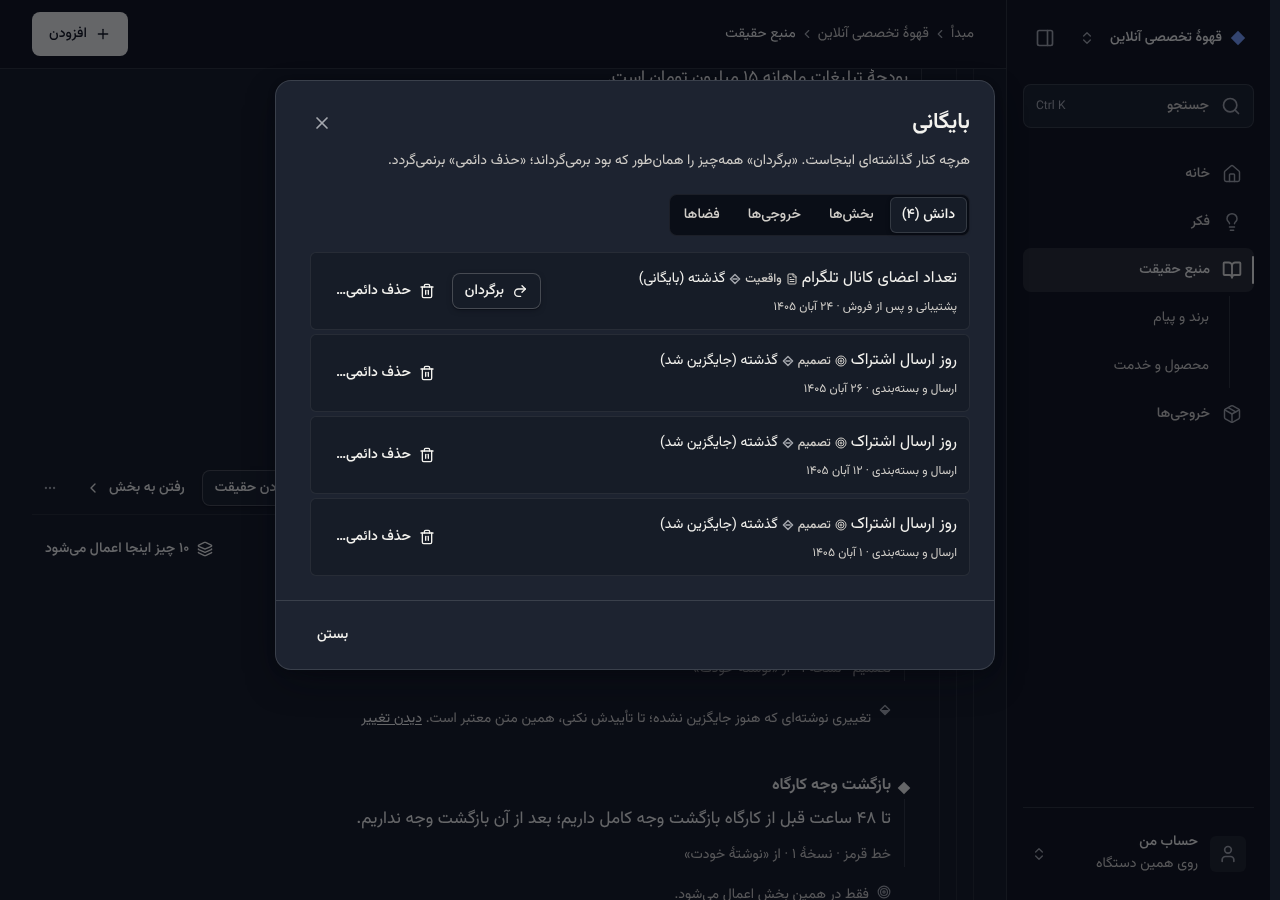 قهوهٔ تخصصی آنلاین
جستجو
Ctrl K
خانه
فکر
منبع حقیقت
برند و پیام
محصول و خدمت
خروجی‌ها
حساب من
روی همین دستگاه
مبدأ › قهوهٔ تخصصی آنلاین › منبع حقیقت
افزودن
بودجهٔ تبلیغات ماهانه ۱۵ میلیون تومان است
بایگانی
هرچه کنار گذاشته‌ای اینجاست. «برگردان» همه‌چیز را همان‌طور که بود برمی‌گرداند؛ «حذف دائمی» برنمی‌گردد.
دانش (۴)
بخش‌ها
خروجی‌ها
فضاها
تعداد اعضای کانال تلگرام واقعیت گذشته (بایگانی)
پشتیبانی و پس از فروش · ۲۴ آبان ۱۴۰۵
برگردان
حذف دائمی…
روز ارسال اشتراک تصمیم گذشته (جایگزین شد)
ارسال و بسته‌بندی · ۲۶ آبان ۱۴۰۵
حذف دائمی…
روز ارسال اشتراک تصمیم گذشته (جایگزین شد)
ارسال و بسته‌بندی · ۱۲ آبان ۱۴۰۵
حذف دائمی…
روز ارسال اشتراک تصمیم گذشته (جایگزین شد)
ارسال و بسته‌بندی · ۱ آبان ۱۴۰۵
حذف دائمی…
بستن
حقیقت
رفتن به بخش
…
۱۰ چیز اینجا اعمال می‌شود
تغییری نوشته‌ای که هنوز جایگزین نشده؛ تا تأییدش نکنی، همین متن معتبر است. دیدن تغییر
بازگشت وجه کارگاه
تا ۴۸ ساعت قبل از کارگاه بازگشت وجه کامل داریم؛ بعد از آن بازگشت وجه نداریم.
خط قرمز · نسخهٔ ۱ · از «نوشتهٔ خودت»
فقط در همین بخش اعمال می‌شود.